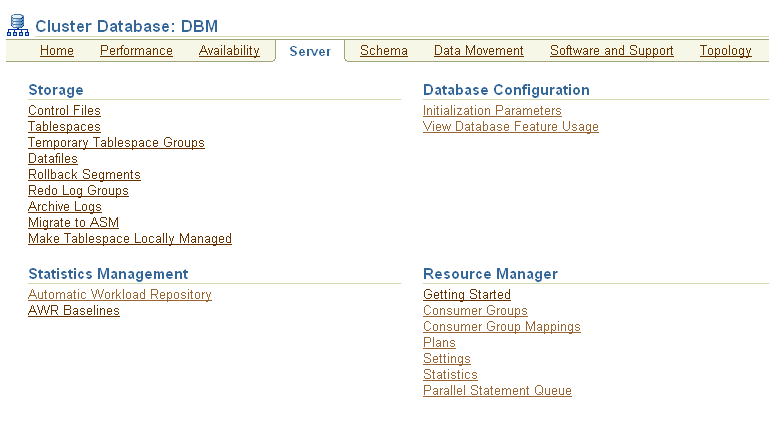 Cluster Database: DBM
Home Performance Availability Server Schema Data Movement Software and Support Topology
Storage
Control Files
Tablespaces
Temporary Tablespace Groups
Datafiles
Rollback Segments
Redo Log Groups
Archive Logs
Migrate to ASM
Make Tablespace Locally Managed
Database Configuration
Initialization Parameters
View Database Feature Usage
Statistics Management
Automatic Workload Repository
AWR Baselines
Resource Manager
Getting Started
Consumer Groups
Consumer Group Mappings
Plans
Settings
Statistics
Parallel Statement Queue